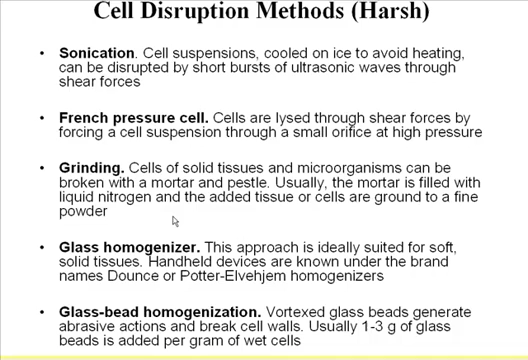 Cell Disruption Methods (Harsh)
• Sonication. Cell suspensions, cooled on ice to avoid heating,
can be disrupted by short bursts of ultrasonic waves through
shear forces
• French pressure cell. Cells are lysed through shear forces by
forcing a cell suspension through a small orifice at high pressure
• Grinding. Cells of solid tissues and microorganisms can be
broken with a mortar and pestle. Usually, the mortar is filled with
liquid nitrogen and the added tissue or cells are ground to a fine
powder
• Glass homogenizer. This approach is ideally suited for soft,
solid tissues. Handheld devices are known under the brand
names Dounce or Potter-Elvehjem homogenizers
• Glass-bead homogenization. Vortexed glass beads generate
abrasive actions and break cell walls. Usually 1-3 g of glass
beads is added per gram of wet cells